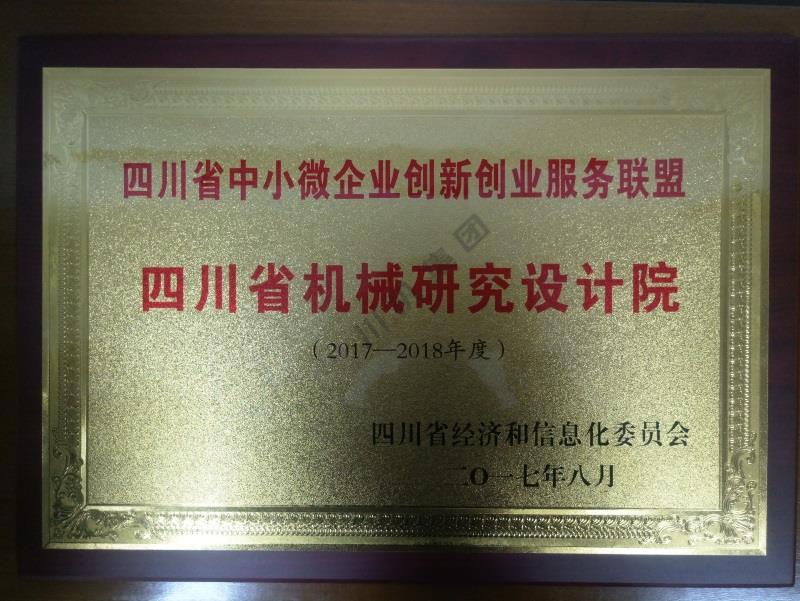 四川省中小微企业创新创业服务联盟
四川省机械研究设计院
（2017—2018年度）
四川省经济和信息化委员会
二O一七年八月